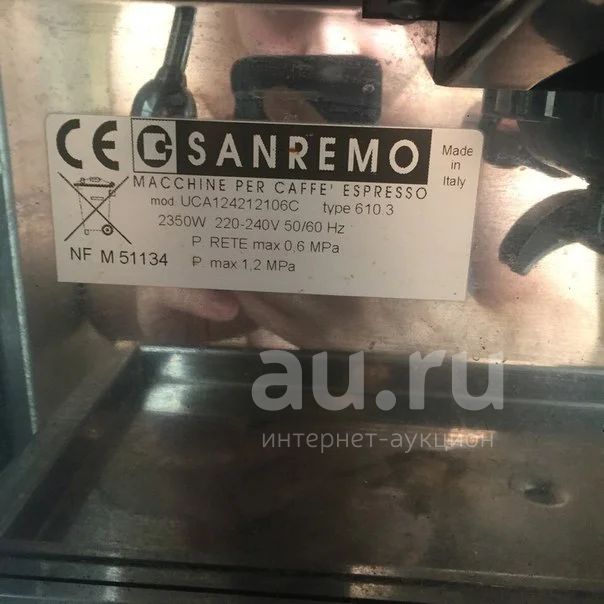 CE SANREMO
Made
in
Italy
MACCHINE PER CAFFE' ESPRESSO
mod. UCA124212106C type 610.3
2350W 220-240V 50/60 Hz
P. RETE max 0,6 MPa
NF M 51134
P. max 1,2 MPa
au.ru
интернет-аукцион